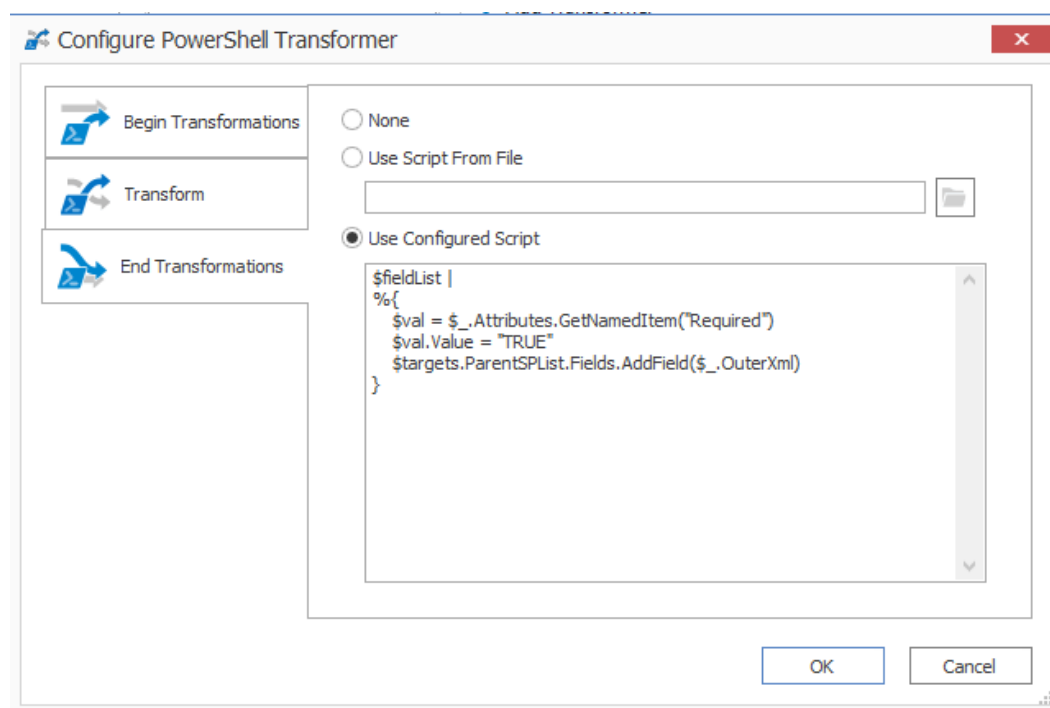 Configure PowerShell Transformer
Begin Transformations
Transform
End Transformations
None
Use Script From File
Use Configured Script
$fieldList |
%{
$val = $_.Attributes.GetNamedItem("Required")
$val.Value = "TRUE"
$targets.ParentSPList.Fields.AddField($_.OuterXml)
}
OK
Cancel